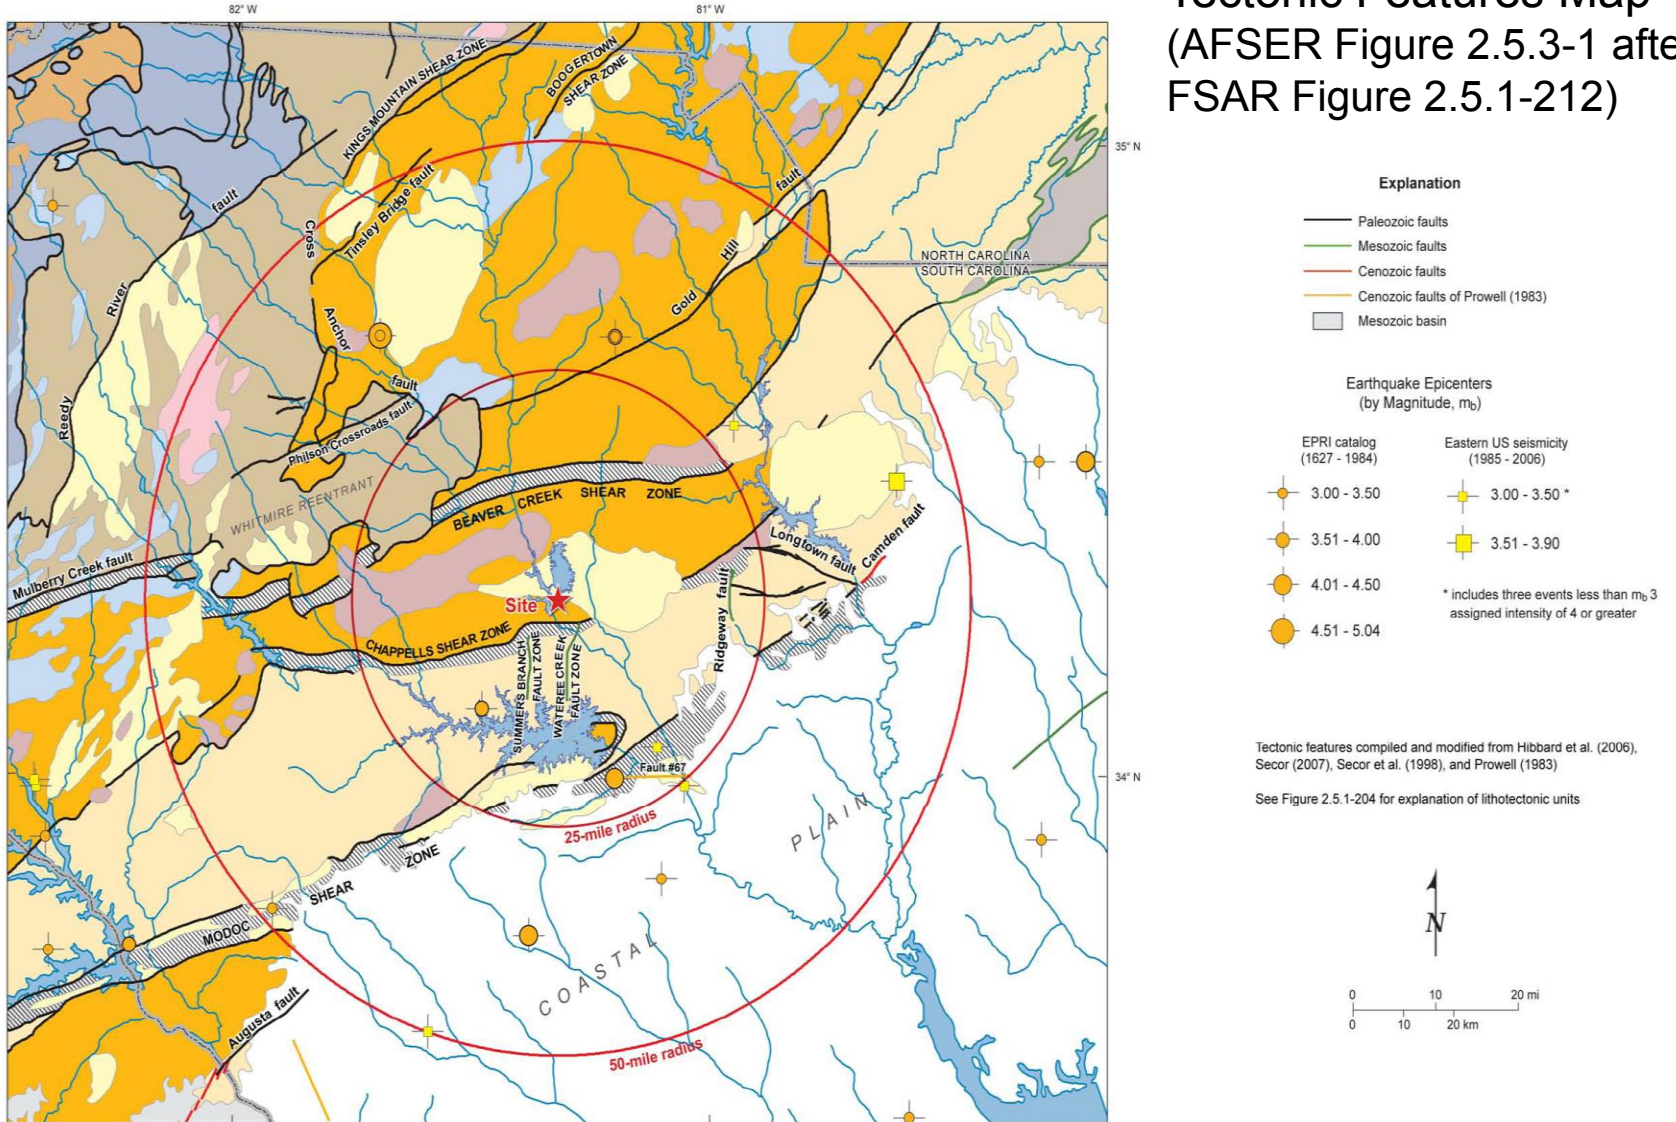 82° W
81° W
Tectonic Features Map
(AFSER Figure 2.5.3-1 afte
FSAR Figure 2.5.1-212)
KINGS MOUNTAIN SHEAR ZONE
BOOGERTOWN
SHEAR ZONE
35° N
fault
Cross
Tinsley Bridge fault
fault
Hill
Gold
NORTH CAROLINA
SOUTH CAROLINA
River
Anchor
fault
Reedy
Philson Crossroads fault
WHITMIRE REENTRANT
BEAVER CREEK SHEAR ZONE
Mulberry Creek fault
Longtown fault
Camden fault
Site
Ridgeway fault
CHAPPELLS SHEAR ZONE
SUMMERS BRANCH
FAULT ZONE
WATEREE CREEK
FAULT ZONE
Fault #67
34° N
25-mile radius
PLAIN
ZONE
SHEAR
MODOC
COASTAL
Augusta fault
50-mile radius
Explanation
Paleozoic faults
Mesozoic faults
Cenozoic faults
Cenozoic faults of Prowell (1983)
Mesozoic basin
Earthquake Epicenters
(by Magnitude, mb)
EPRI catalog
(1627 - 1984)
3.00 - 3.50
3.51 - 4.00
4.01 - 4.50
4.51 - 5.04
Eastern US seismicity
(1985 - 2006)
3.00 - 3.50 *
3.51 - 3.90
* includes three events less than mb 3
assigned intensity of 4 or greater
Tectonic features compiled and modified from Hibbard et al. (2006),
Secor (2007), Secor et al. (1998), and Prowell (1983)
See Figure 2.5.1-204 for explanation of lithotectonic units
N
0 10 20 mi
0 10 20 km